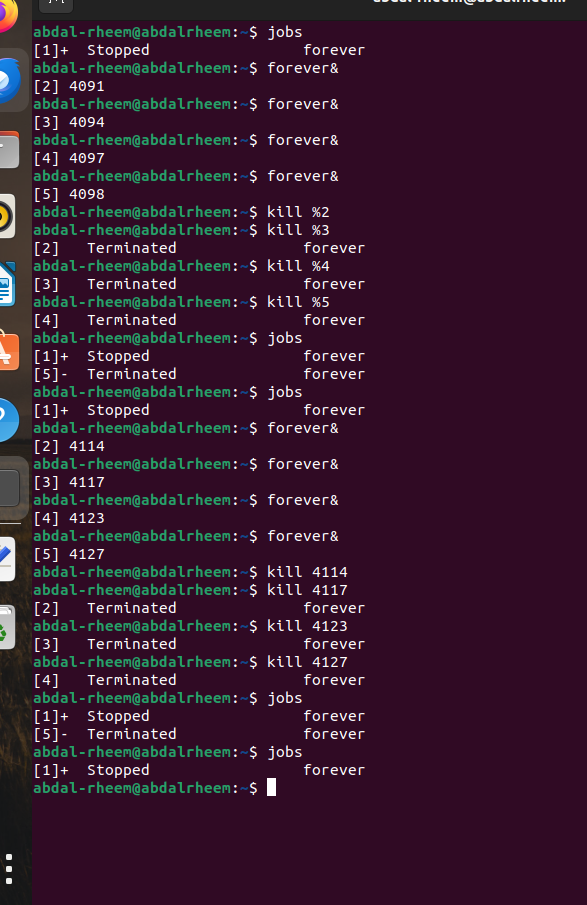 abdal-rheem@abdalrheem:~$ jobs
[1]+  Stopped                 forever
abdal-rheem@abdalrheem:~$ forever&
[2] 4091
abdal-rheem@abdalrheem:~$ forever&
[3] 4094
abdal-rheem@abdalrheem:~$ forever&
[4] 4097
abdal-rheem@abdalrheem:~$ forever&
[5] 4098
abdal-rheem@abdalrheem:~$ kill %2
abdal-rheem@abdalrheem:~$ kill %3
[2]   Terminated              forever
abdal-rheem@abdalrheem:~$ kill %4
[3]   Terminated              forever
abdal-rheem@abdalrheem:~$ kill %5
[4]   Terminated              forever
abdal-rheem@abdalrheem:~$ jobs
[1]+  Stopped                 forever
[5]-  Terminated              forever
abdal-rheem@abdalrheem:~$ jobs
[1]+  Stopped                 forever
abdal-rheem@abdalrheem:~$ forever&
[2] 4114
abdal-rheem@abdalrheem:~$ forever&
[3] 4117
abdal-rheem@abdalrheem:~$ forever&
[4] 4123
abdal-rheem@abdalrheem:~$ forever&
[5] 4127
abdal-rheem@abdalrheem:~$ kill 4114
abdal-rheem@abdalrheem:~$ kill 4117
[2]   Terminated              forever
abdal-rheem@abdalrheem:~$ kill 4123
[3]   Terminated              forever
abdal-rheem@abdalrheem:~$ kill 4127
[4]   Terminated              forever
abdal-rheem@abdalrheem:~$ jobs
[1]+  Stopped                 forever
[5]-  Terminated              forever
abdal-rheem@abdalrheem:~$ jobs
[1]+  Stopped                 forever
abdal-rheem@abdalrheem:~$